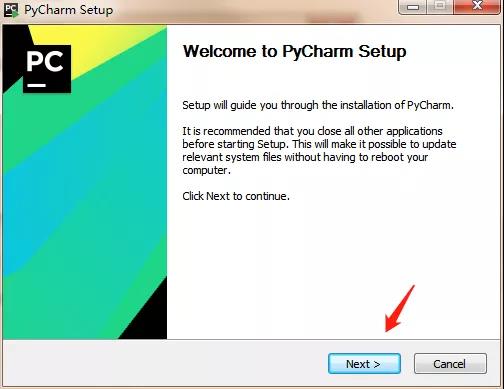 PyCharm Setup
PC
Welcome to PyCharm Setup
Setup will guide you through the installation of PyCharm.
It is recommended that you close all other applications
before starting Setup. This will make it possible to update
relevant system files without having to reboot your
computer.
Click Next to continue.
Next >
Cancel